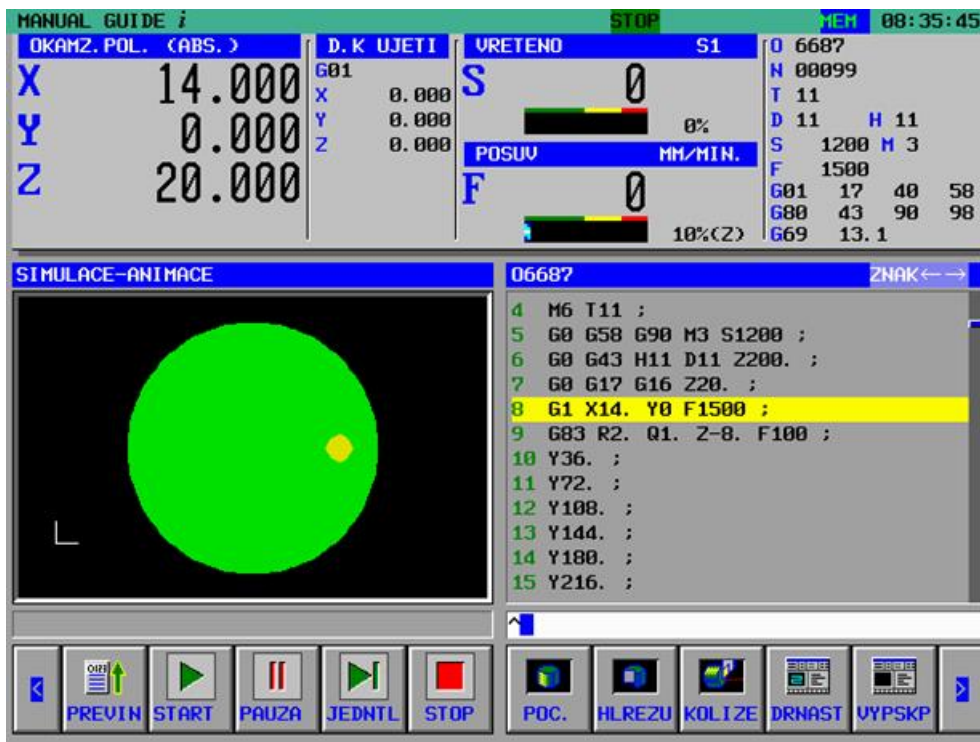 MANUAL GUIDE i STOP MEM 08:35:45
OKAMZ.POL. (ABS.)
X 14.000
Y 0.000
Z 20.000
D.K UJETI
G01
X 0.000
Y 0.000
Z 0.000
VRETENO S1
S 0
0%
POSUV MM/MIN.
F 0
10%(Z)
O 6687
N 00099
T 11
D 11 H 11
S 1200 M 3
F 1500
G01 17 40 58
G80 43 90 98
G69 13.1
SIMULACE-ANIMACE
O6687 ZNAK←→
4 M6 T11 ;
5 G0 G58 G90 M3 S1200 ;
6 G0 G43 H11 D11 Z200. ;
7 G0 G17 G16 Z20. ;
8 G1 X14. Y0 F1500 ;
9 G83 R2. Q1. Z-8. F100 ;
10 Y36. ;
11 Y72. ;
12 Y108. ;
13 Y144. ;
14 Y180. ;
15 Y216. ;
^
< PREVIN START PAUZA JEDNTL STOP POC. HLREZU KOLIZE DRNAST VYPSKP >